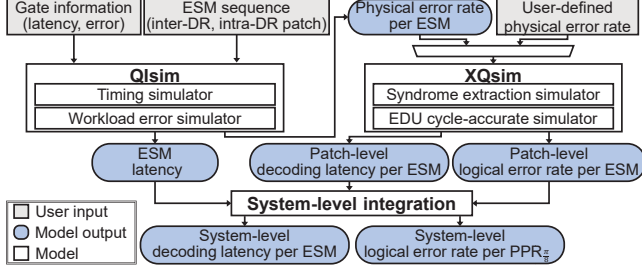 Gate information
(latency, error)
ESM sequence
(inter-DR, intra-DR patch)
Physical error rate
per ESM
User-defined
physical error rate
QIsim
Timing simulator
Workload error simulator
XQsim
Syndrome extraction simulator
EDU cycle-accurate simulator
ESM
latency
Patch-level
decoding latency per ESM
Patch-level
logical error rate per ESM
System-level integration
User input
Model output
Model
System-level
decoding latency per ESM
System-level
logical error rate per PPR π/8